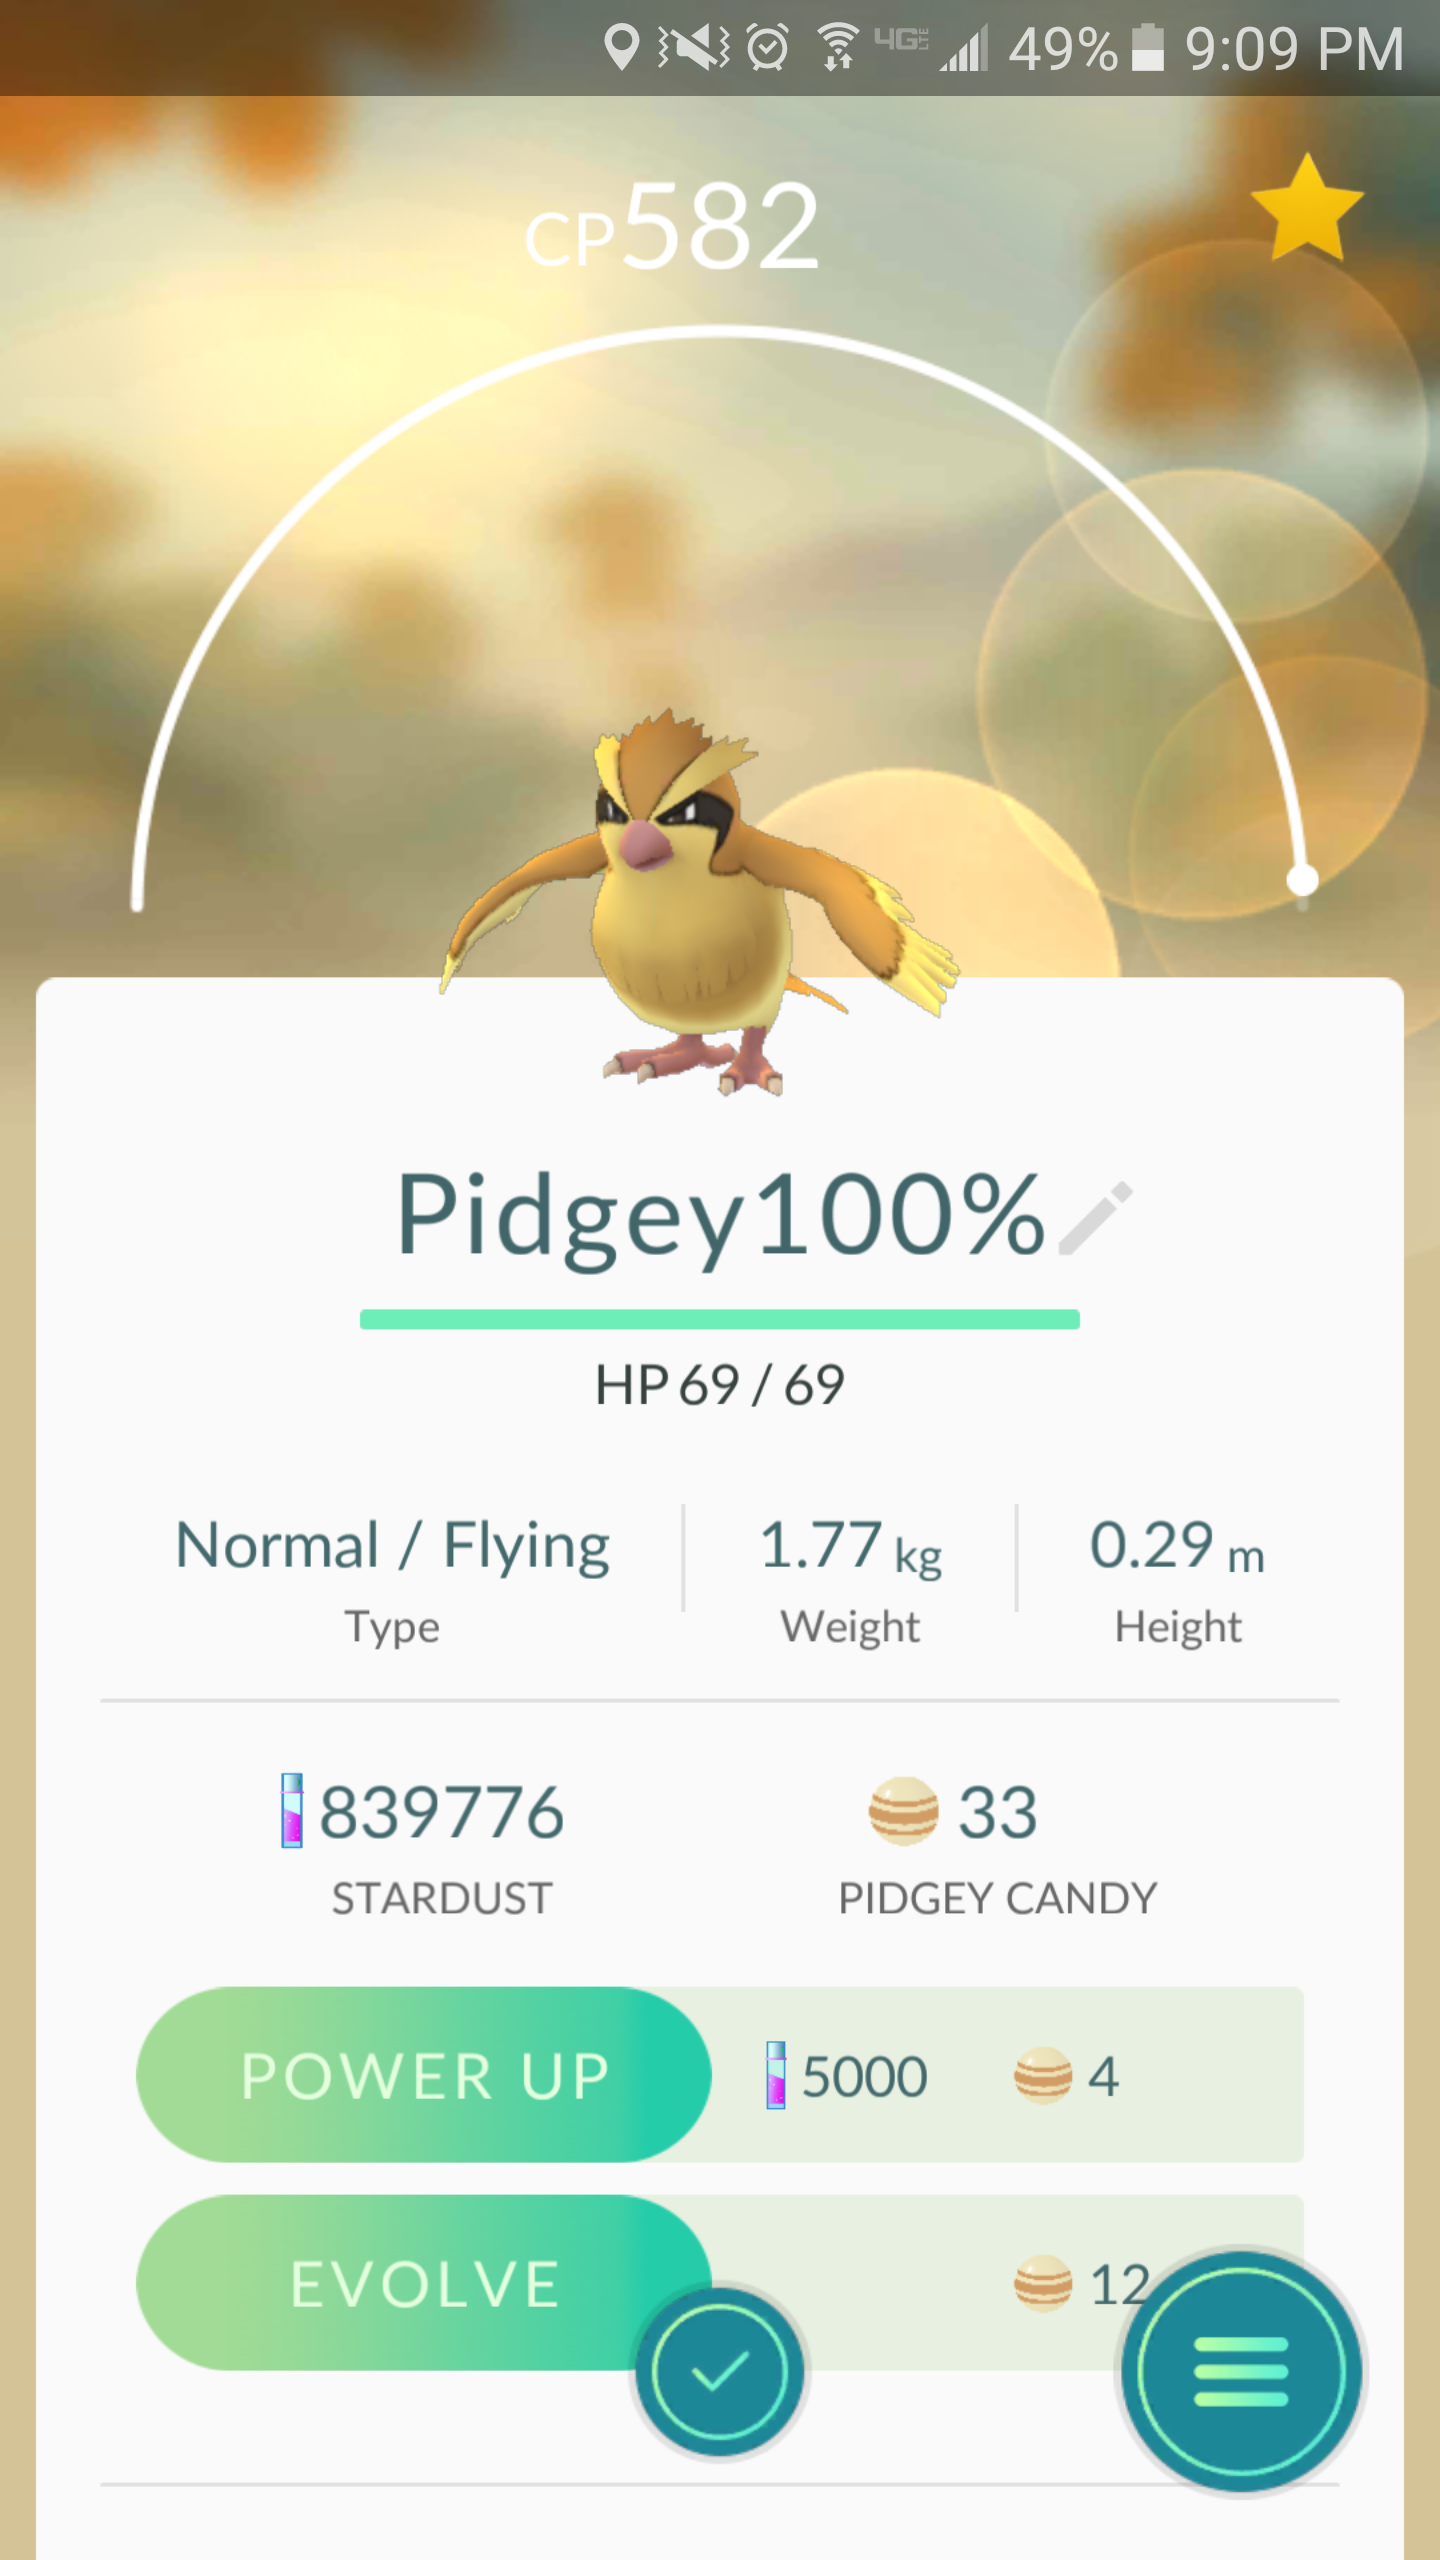 4G LTE 49% 9:09 PM
CP582
Pidgey100%
HP 69 / 69
Normal / Flying 1.77 kg 0.29 m
Type Weight Height
839776 33
STARDUST PIDGEY CANDY
POWER UP 5000 4
EVOLVE 12